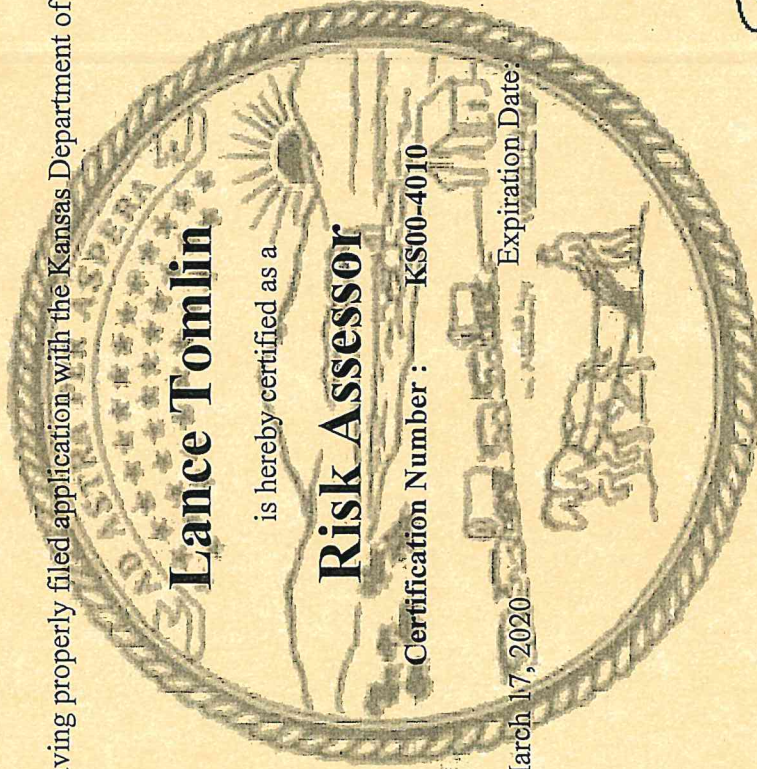 ving properly filed application with the Kansas Department of
AD ASTRA PER ASPERA
Lance Tomlin
is hereby certified as a
Risk Assessor
Certification Number : KS00-4010
arch 17, 2020 Expiration Date: